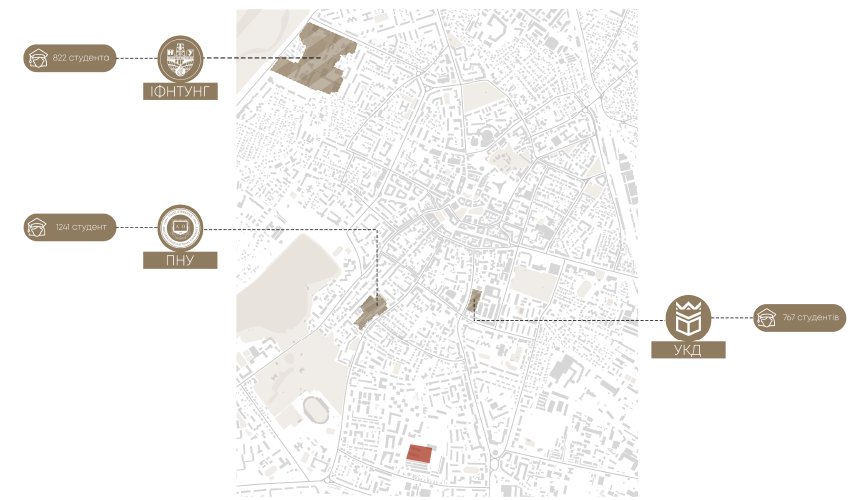 822 студента
ІФНТУНГ
1241 студент
ПНУ
767 студентів
УКД